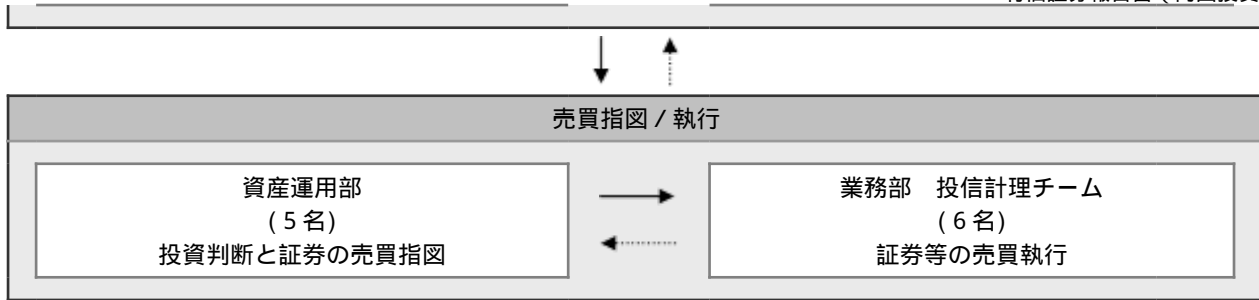 売買指図 / 執行
資産運用部
( 5 名)
投資判断と証券の売買指図
業務部　投信計理チーム
( 6 名)
証券等の売買執行